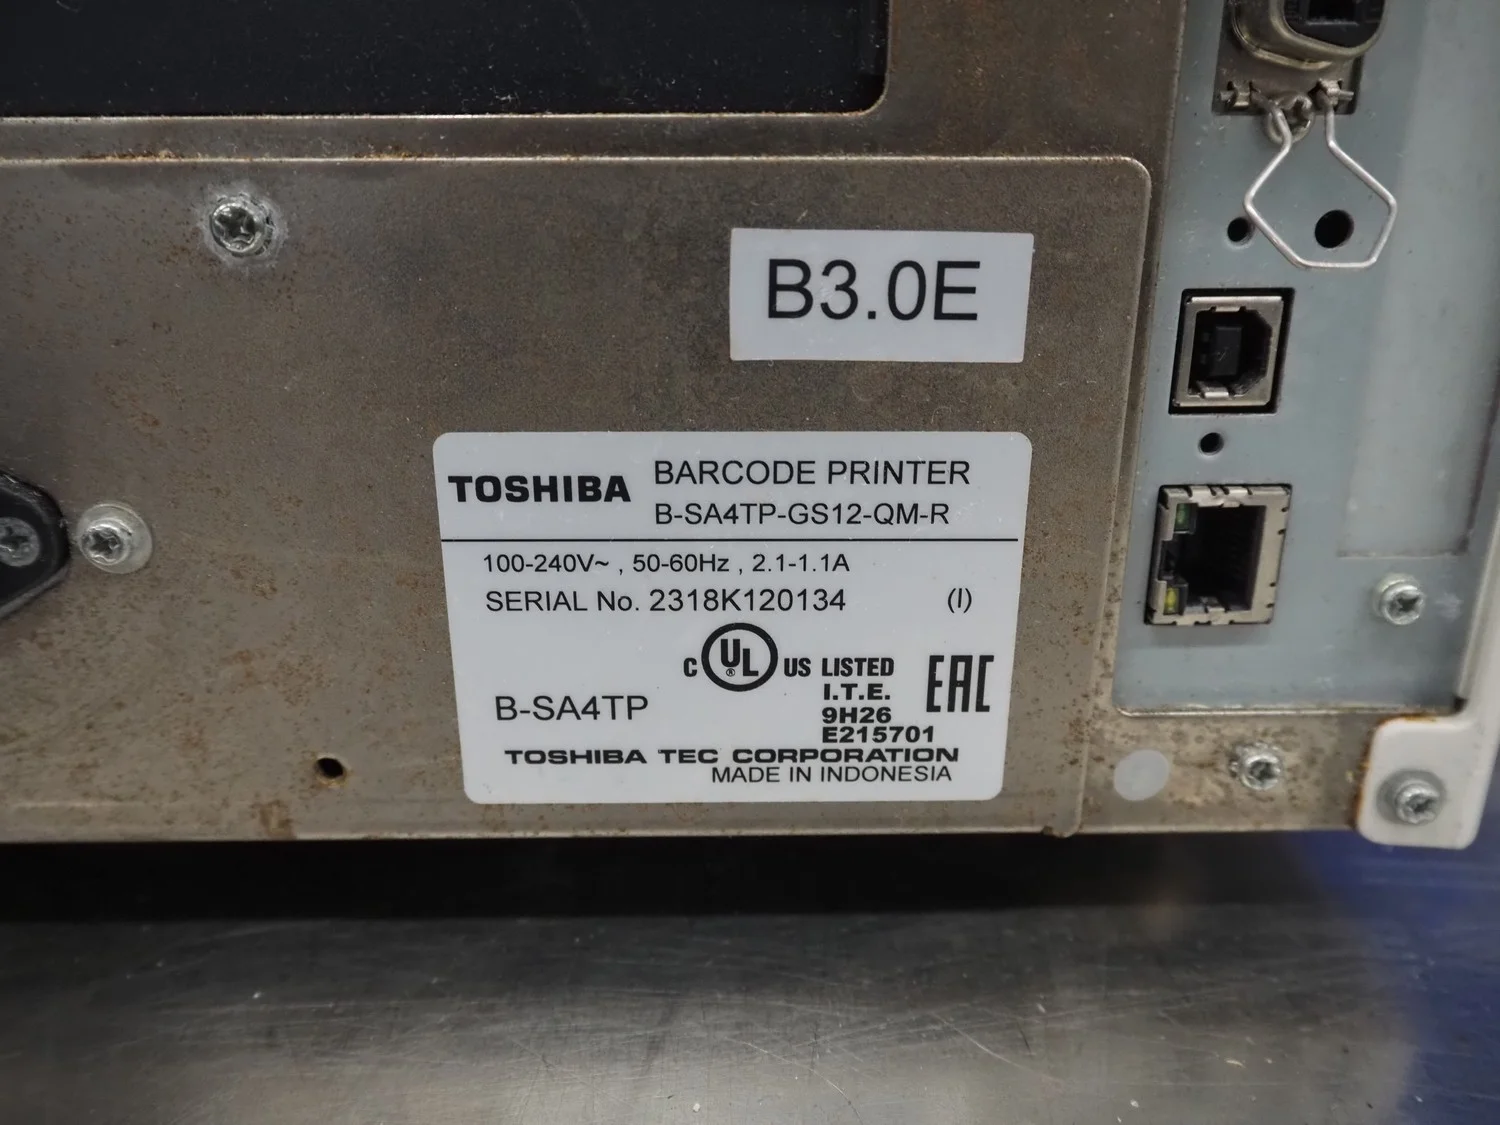 B3.0E
TOSHIBA
BARCODE PRINTER
B-SA4TP-GS12-QM-R
100-240V~ , 50-60Hz , 2.1-1.1A
SERIAL No. 2318K120134 (I)
C UL ® US LISTED EAC
I.T.E.
9H26
E215701
B-SA4TP
TOSHIBA TEC CORPORATION
MADE IN INDONESIA